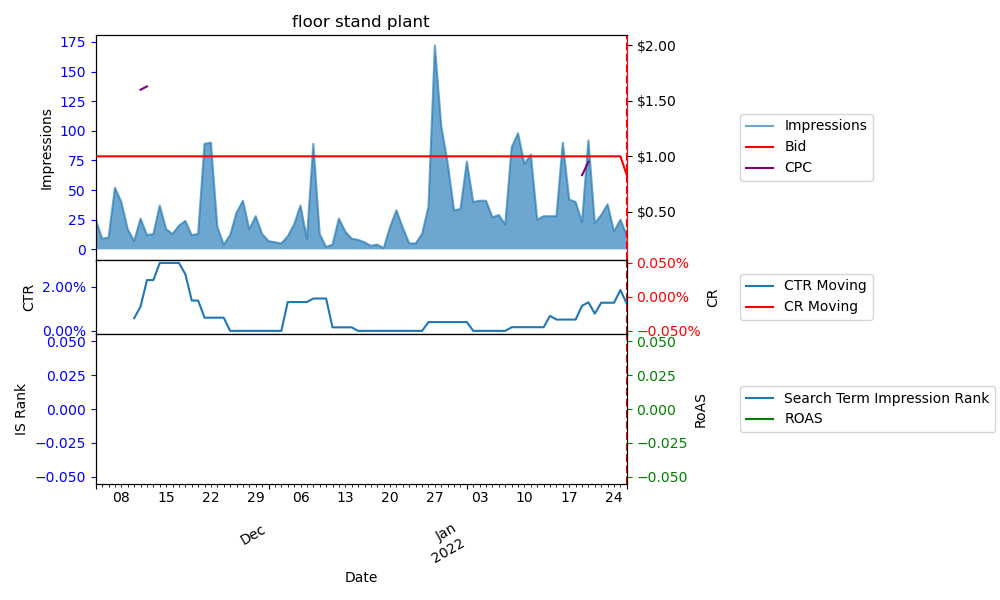 floor stand plant
175
150
125
100
75
50
25
0
Impressions
$2.00
$1.50
$1.00
$0.50
Impressions
Bid
CPC
2.00%
0.00%
CTR
0.050%
0.000%
−0.050%
CR
CTR Moving
CR Moving
0.050
0.025
0.000
−0.025
−0.050
IS Rank
0.050
0.025
0.000
−0.025
−0.050
RoAS
Search Term Impression Rank
ROAS
08 15 22 29 06 13 20 27 03 10 17 24
Dec
Jan
2022
Date